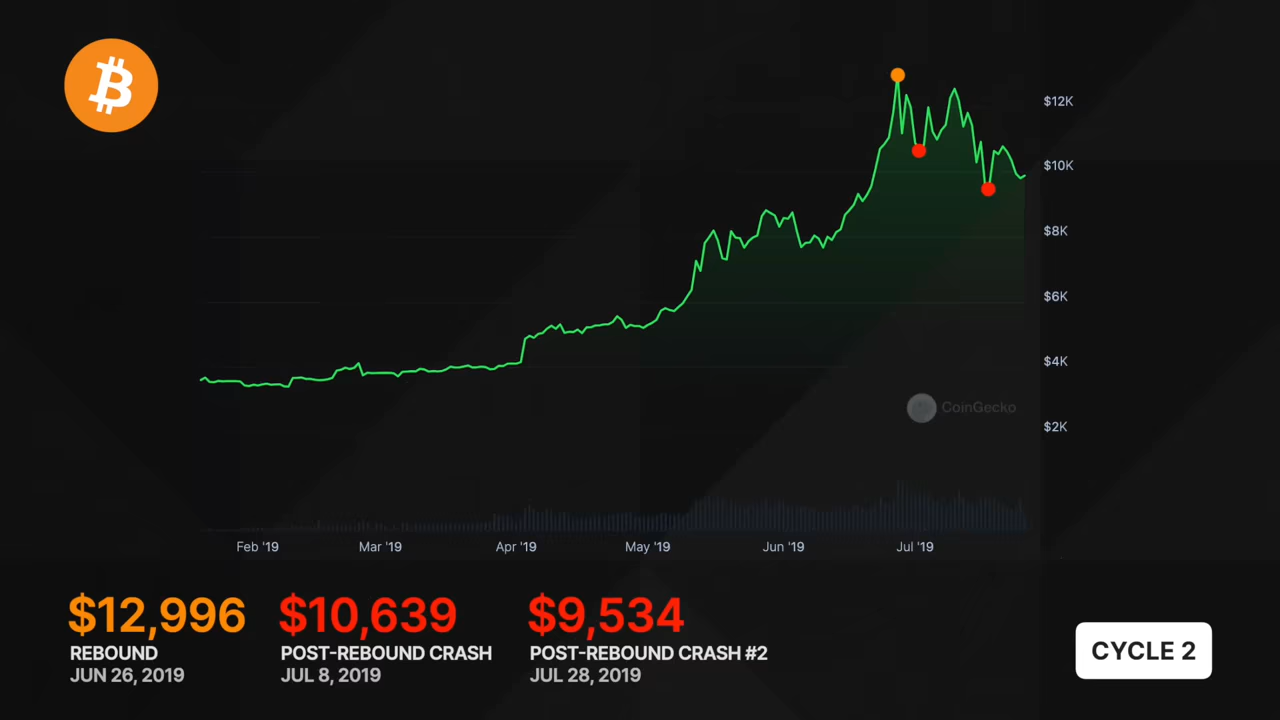 $12K
$10K
$8K
$6K
$4K
CoinGecko
$2K
Feb '19 Mar '19 Apr '19 May '19 Jun '19 Jul '19
$12,996 $10,639 $9,534
REBOUND POST-REBOUND CRASH POST-REBOUND CRASH #2
JUN 26, 2019 JUL 8, 2019 JUL 28, 2019
CYCLE 2